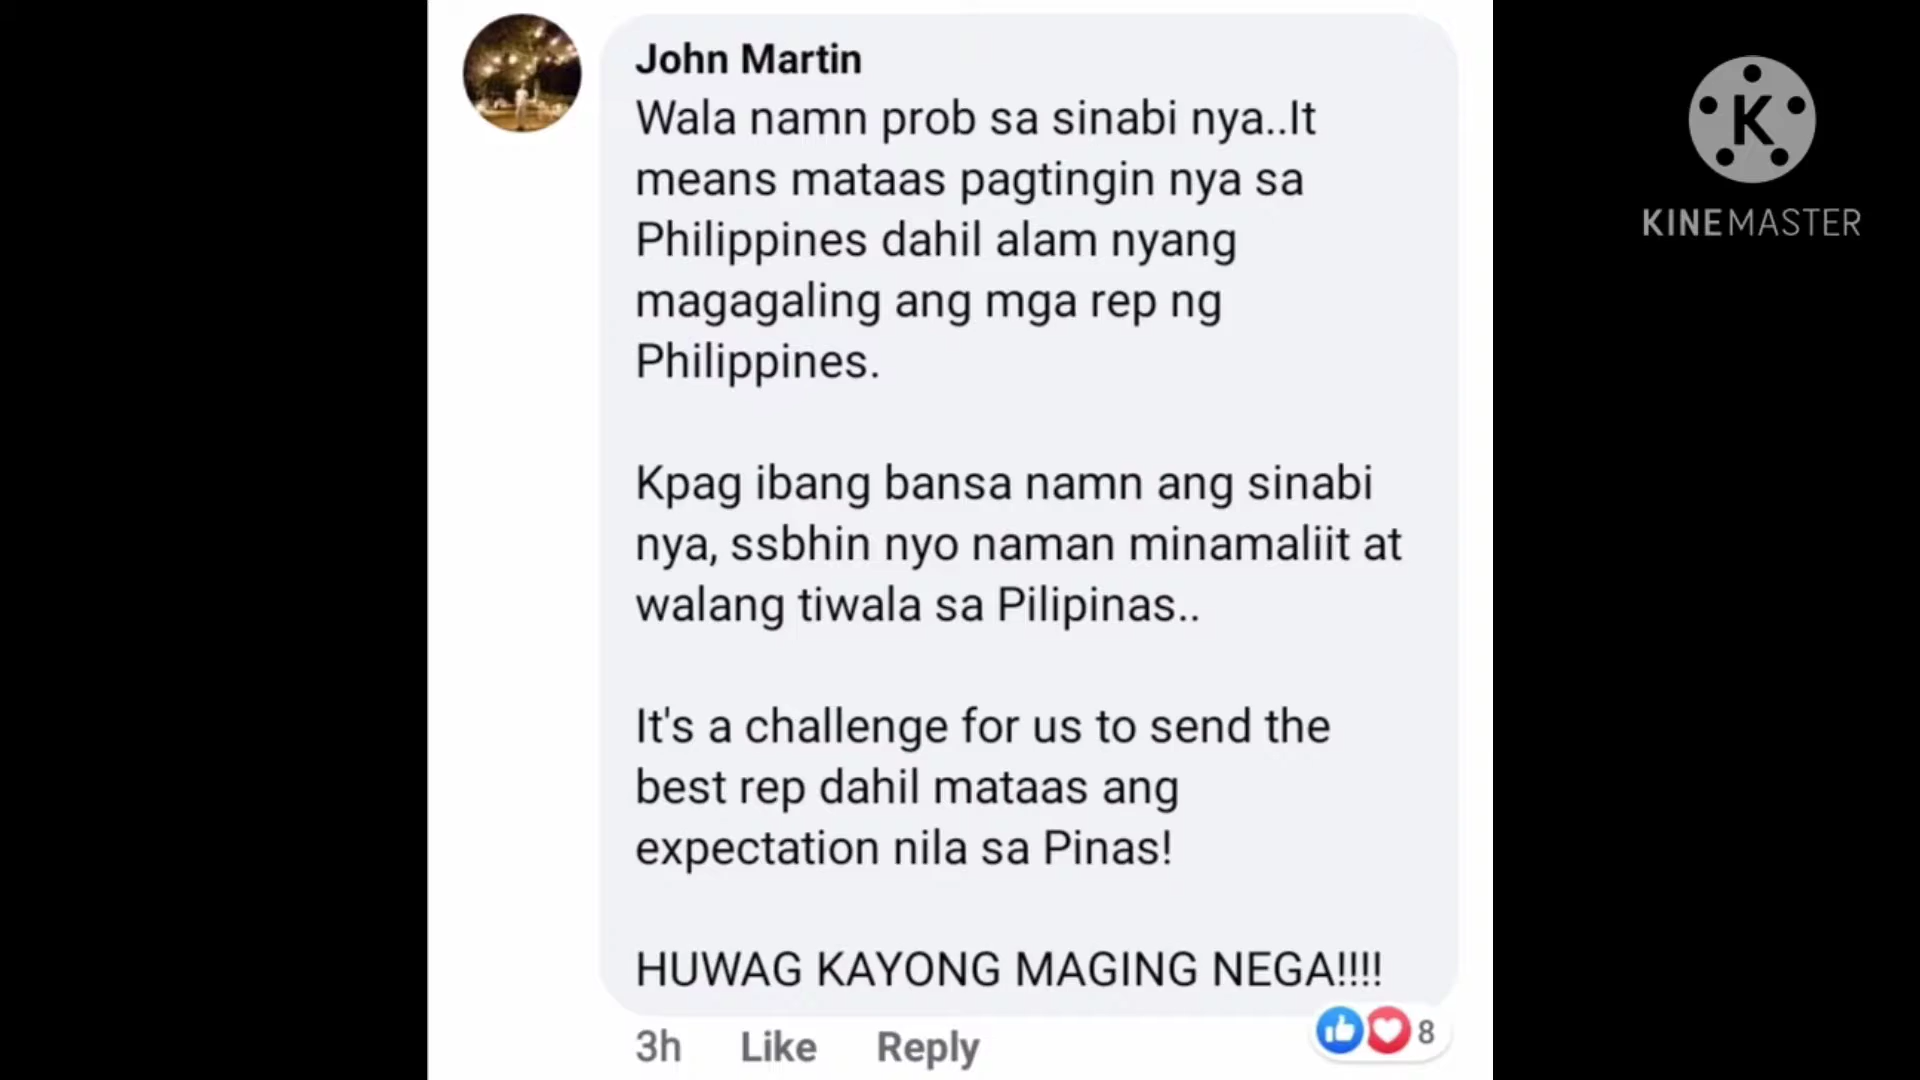 John Martin
Wala namn prob sa sinabi nya..It
means mataas pagtingin nya sa
Philippines dahil alam nyang
magagaling ang mga rep ng
Philippines.
Kpag ibang bansa namn ang sinabi
nya, ssbhin nyo naman minamaliit at
walang tiwala sa Pilipinas..
It's a challenge for us to send the
best rep dahil mataas ang
expectation nila sa Pinas!
HUWAG KAYONG MAGING NEGA!!!!
3h Like Reply 8
K
KINEMASTER